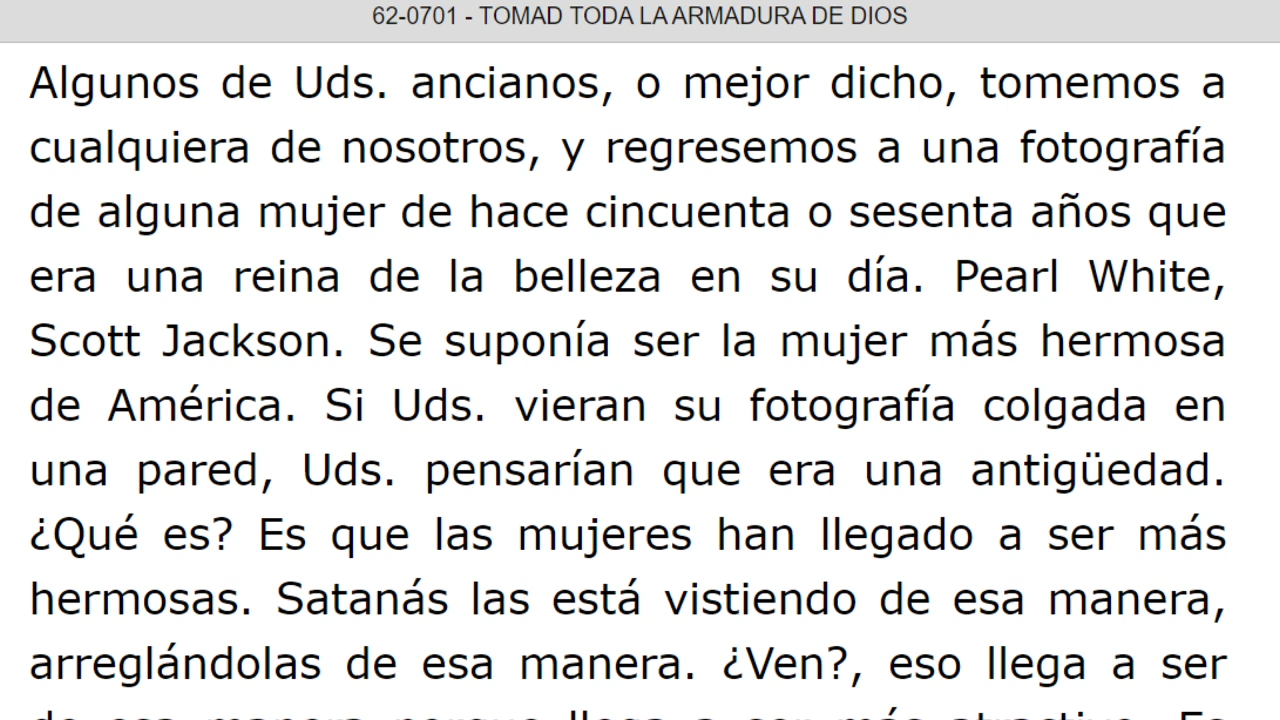 62-0701 - TOMAD TODA LA ARMADURA DE DIOS
Algunos de Uds. ancianos, o mejor dicho, tomemos a
cualquiera de nosotros, y regresemos a una fotografía
de alguna mujer de hace cincuenta o sesenta años que
era una reina de la belleza en su día. Pearl White,
Scott Jackson. Se suponía ser la mujer más hermosa
de América. Si Uds. vieran su fotografía colgada en
una pared, Uds. pensarían que era una antigüedad.
¿Qué es? Es que las mujeres han llegado a ser más
hermosas. Satanás las está vistiendo de esa manera,
arreglándolas de esa manera. ¿Ven?, eso llega a ser